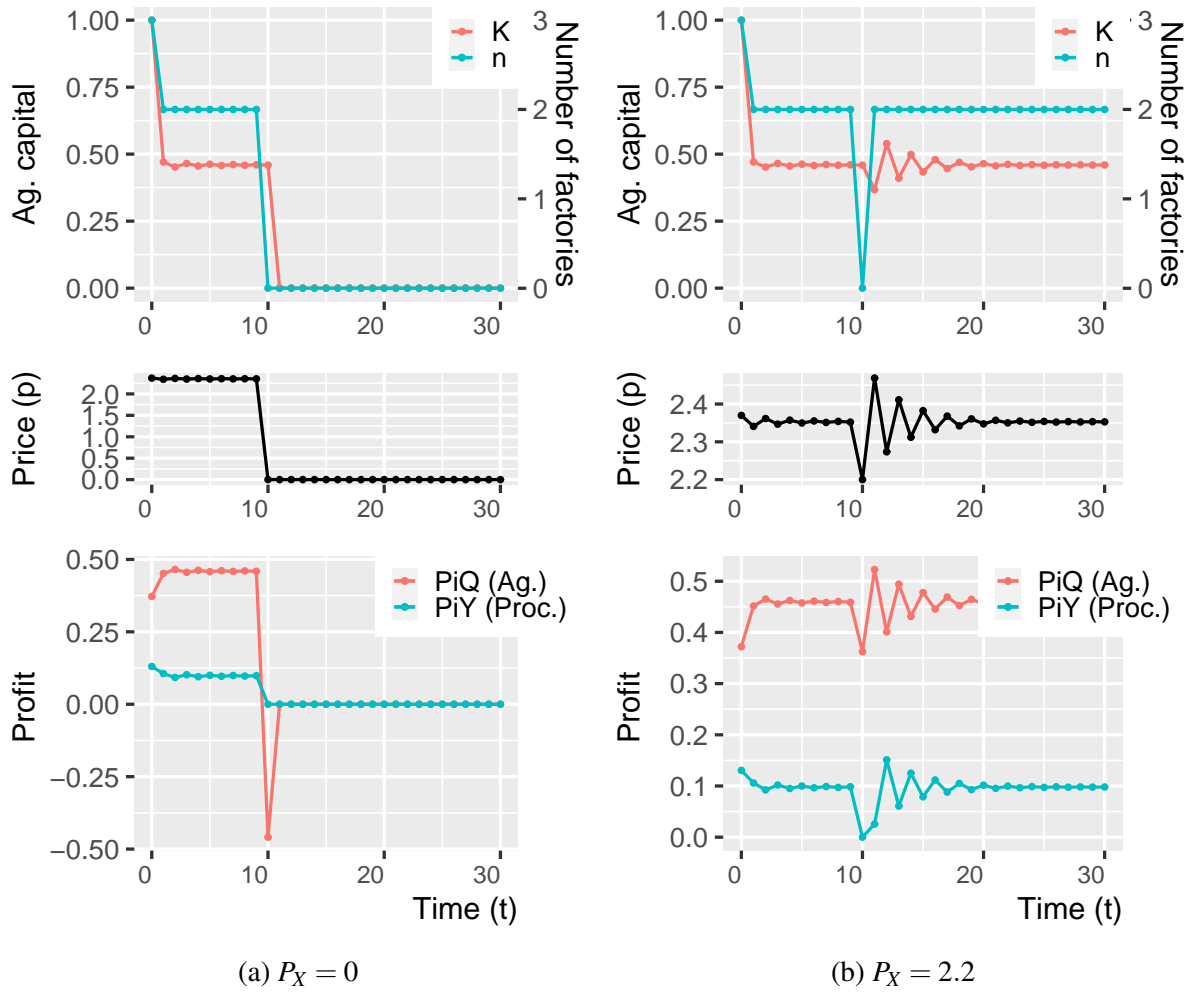 Ag. capital
1.00
0.75
0.50
0.25
0.00
K
n
3
2
1
0
Number of factories
0 10 20 30
Price (p)
2.0
1.5
1.0
0.5
0.0
0 10 20 30
Profit
0.50
0.25
0.00
−0.25
−0.50
PiQ (Ag.)
PiY (Proc.)
0 10 20 30
Time (t)
(a) P_X = 0
Ag. capital
1.00
0.75
0.50
0.25
0.00
K
n
3
2
1
0
Number of factories
0 10 20 30
Price (p)
2.4
2.3
2.2
0 10 20 30
Profit
0.5
0.4
0.3
0.2
0.1
0.0
PiQ (Ag.)
PiY (Proc.)
0 10 20 30
Time (t)
(b) P_X = 2.2